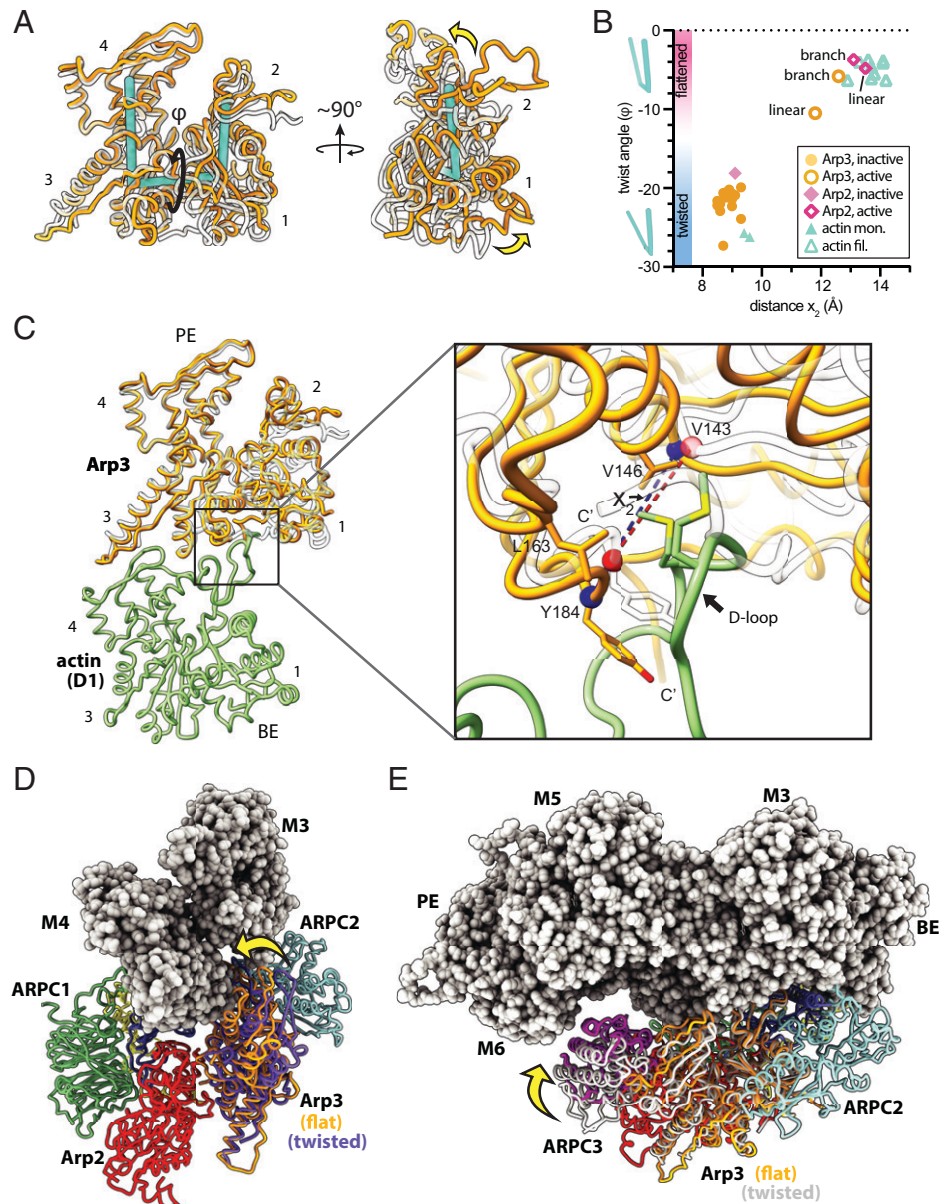 A
4
2
φ
3
1
~90°
2
1
B
0
-10
-20
-30
twist angle (φ)
flattened
twisted
branch
branch
linear
linear
Arp3, inactive
Arp3, active
Arp2, inactive
Arp2, active
actin mon.
actin fil.
8
10
12
14
distance x2 (Å)
C
PE
4
2
Arp3
3
1
4
actin
(D1)
1
3
BE
V143
V146
X2
C'
L163
Y184
D-loop
C'
D
M3
M4
ARPC2
ARPC1
Arp3
(flat)
(twisted)
Arp2
E
M5
M3
PE
BE
M6
ARPC3
ARPC2
Arp3 (flat)
(twisted)